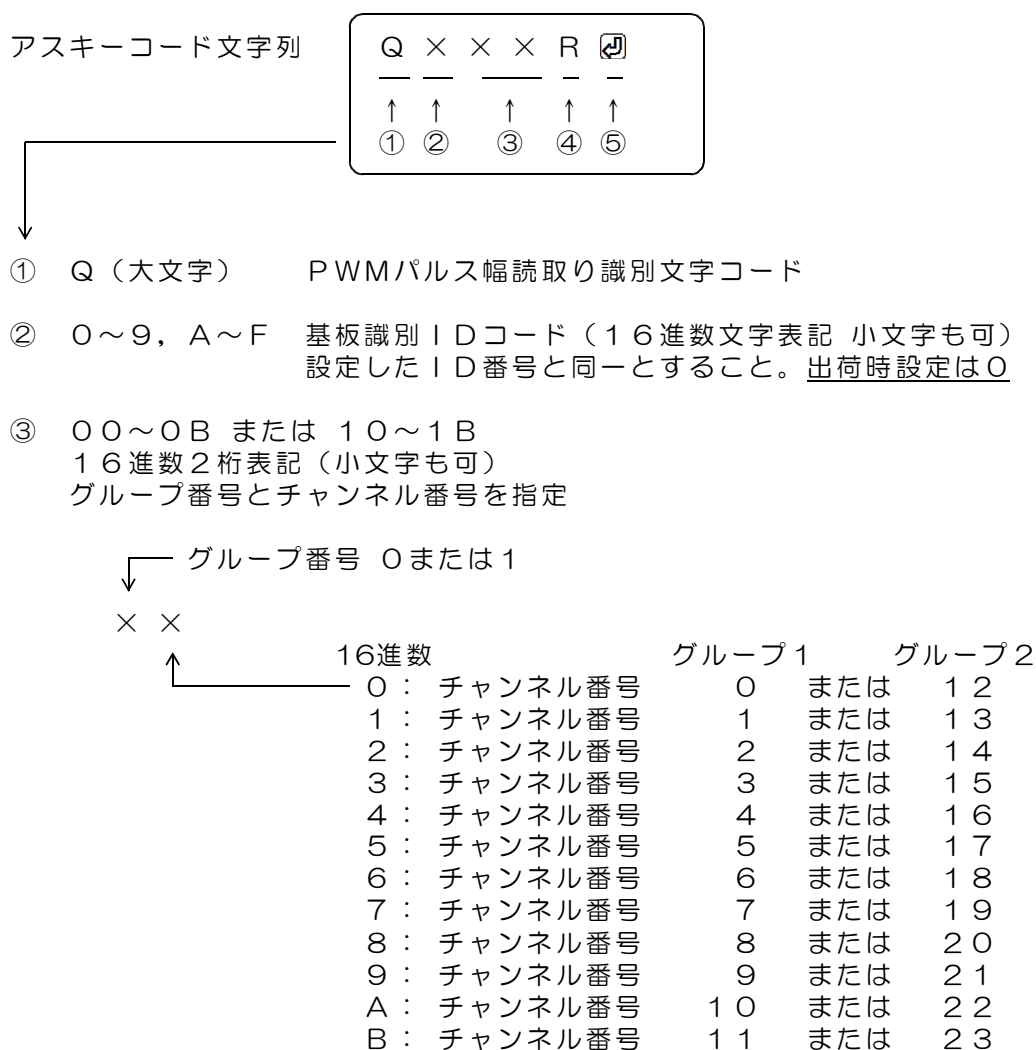 アスキーコード文字列 Q × × × R ⏎
↑ ↑ ↑ ↑ ↑
① ② ③ ④ ⑤
① Q(大文字) PWMパルス幅読取り識別文字コード
② 0~9,A~F 基板識別IDコード(16進数文字表記 小文字も可)
設定したID番号と同一とすること。出荷時設定は0
③ 00~0B または 10~1B
16進数2桁表記(小文字も可)
グループ番号とチャンネル番号を指定
グループ番号 0または1
× ×
16進数 グループ1 グループ2
0: チャンネル番号 0 または 12
1: チャンネル番号 1 または 13
2: チャンネル番号 2 または 14
3: チャンネル番号 3 または 15
4: チャンネル番号 4 または 16
5: チャンネル番号 5 または 17
6: チャンネル番号 6 または 18
7: チャンネル番号 7 または 19
8: チャンネル番号 8 または 20
9: チャンネル番号 9 または 21
A: チャンネル番号 10 または 22
B: チャンネル番号 11 または 23